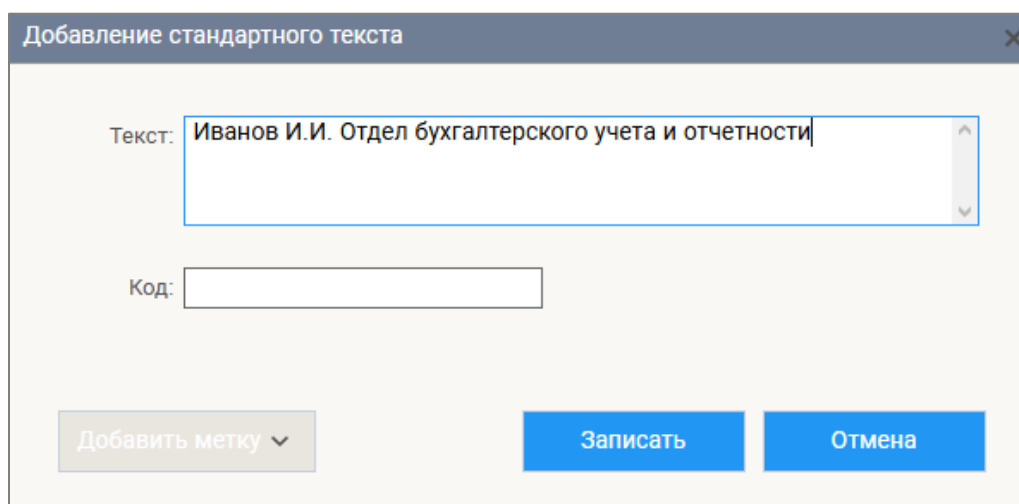 Добавление стандартного текста
Текст: Иванов И.И. Отдел бухгалтерского учета и отчетности
Код:
Добавить метку Записать Отмена